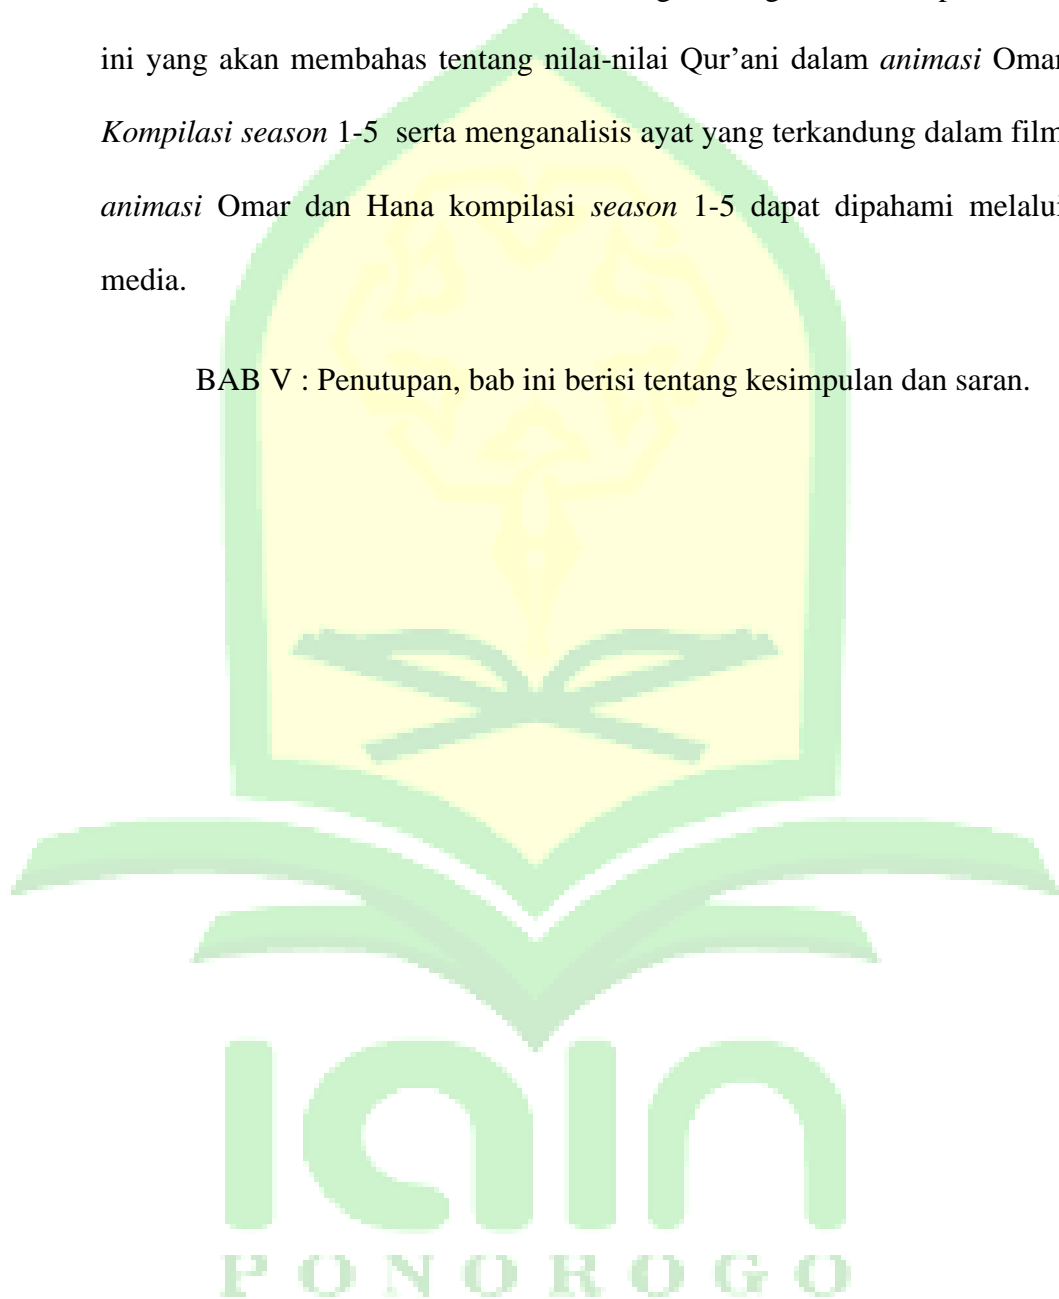 ini yang akan membahas tentang nilai-nilai Qur’ani dalam animasi Omar
Kompilasi season 1-5 serta menganalisis ayat yang terkandung dalam film
animasi Omar dan Hana kompilasi season 1-5 dapat dipahami melalui
media.
BAB V : Penutupan, bab ini berisi tentang kesimpulan dan saran.
iain
PONOROGO